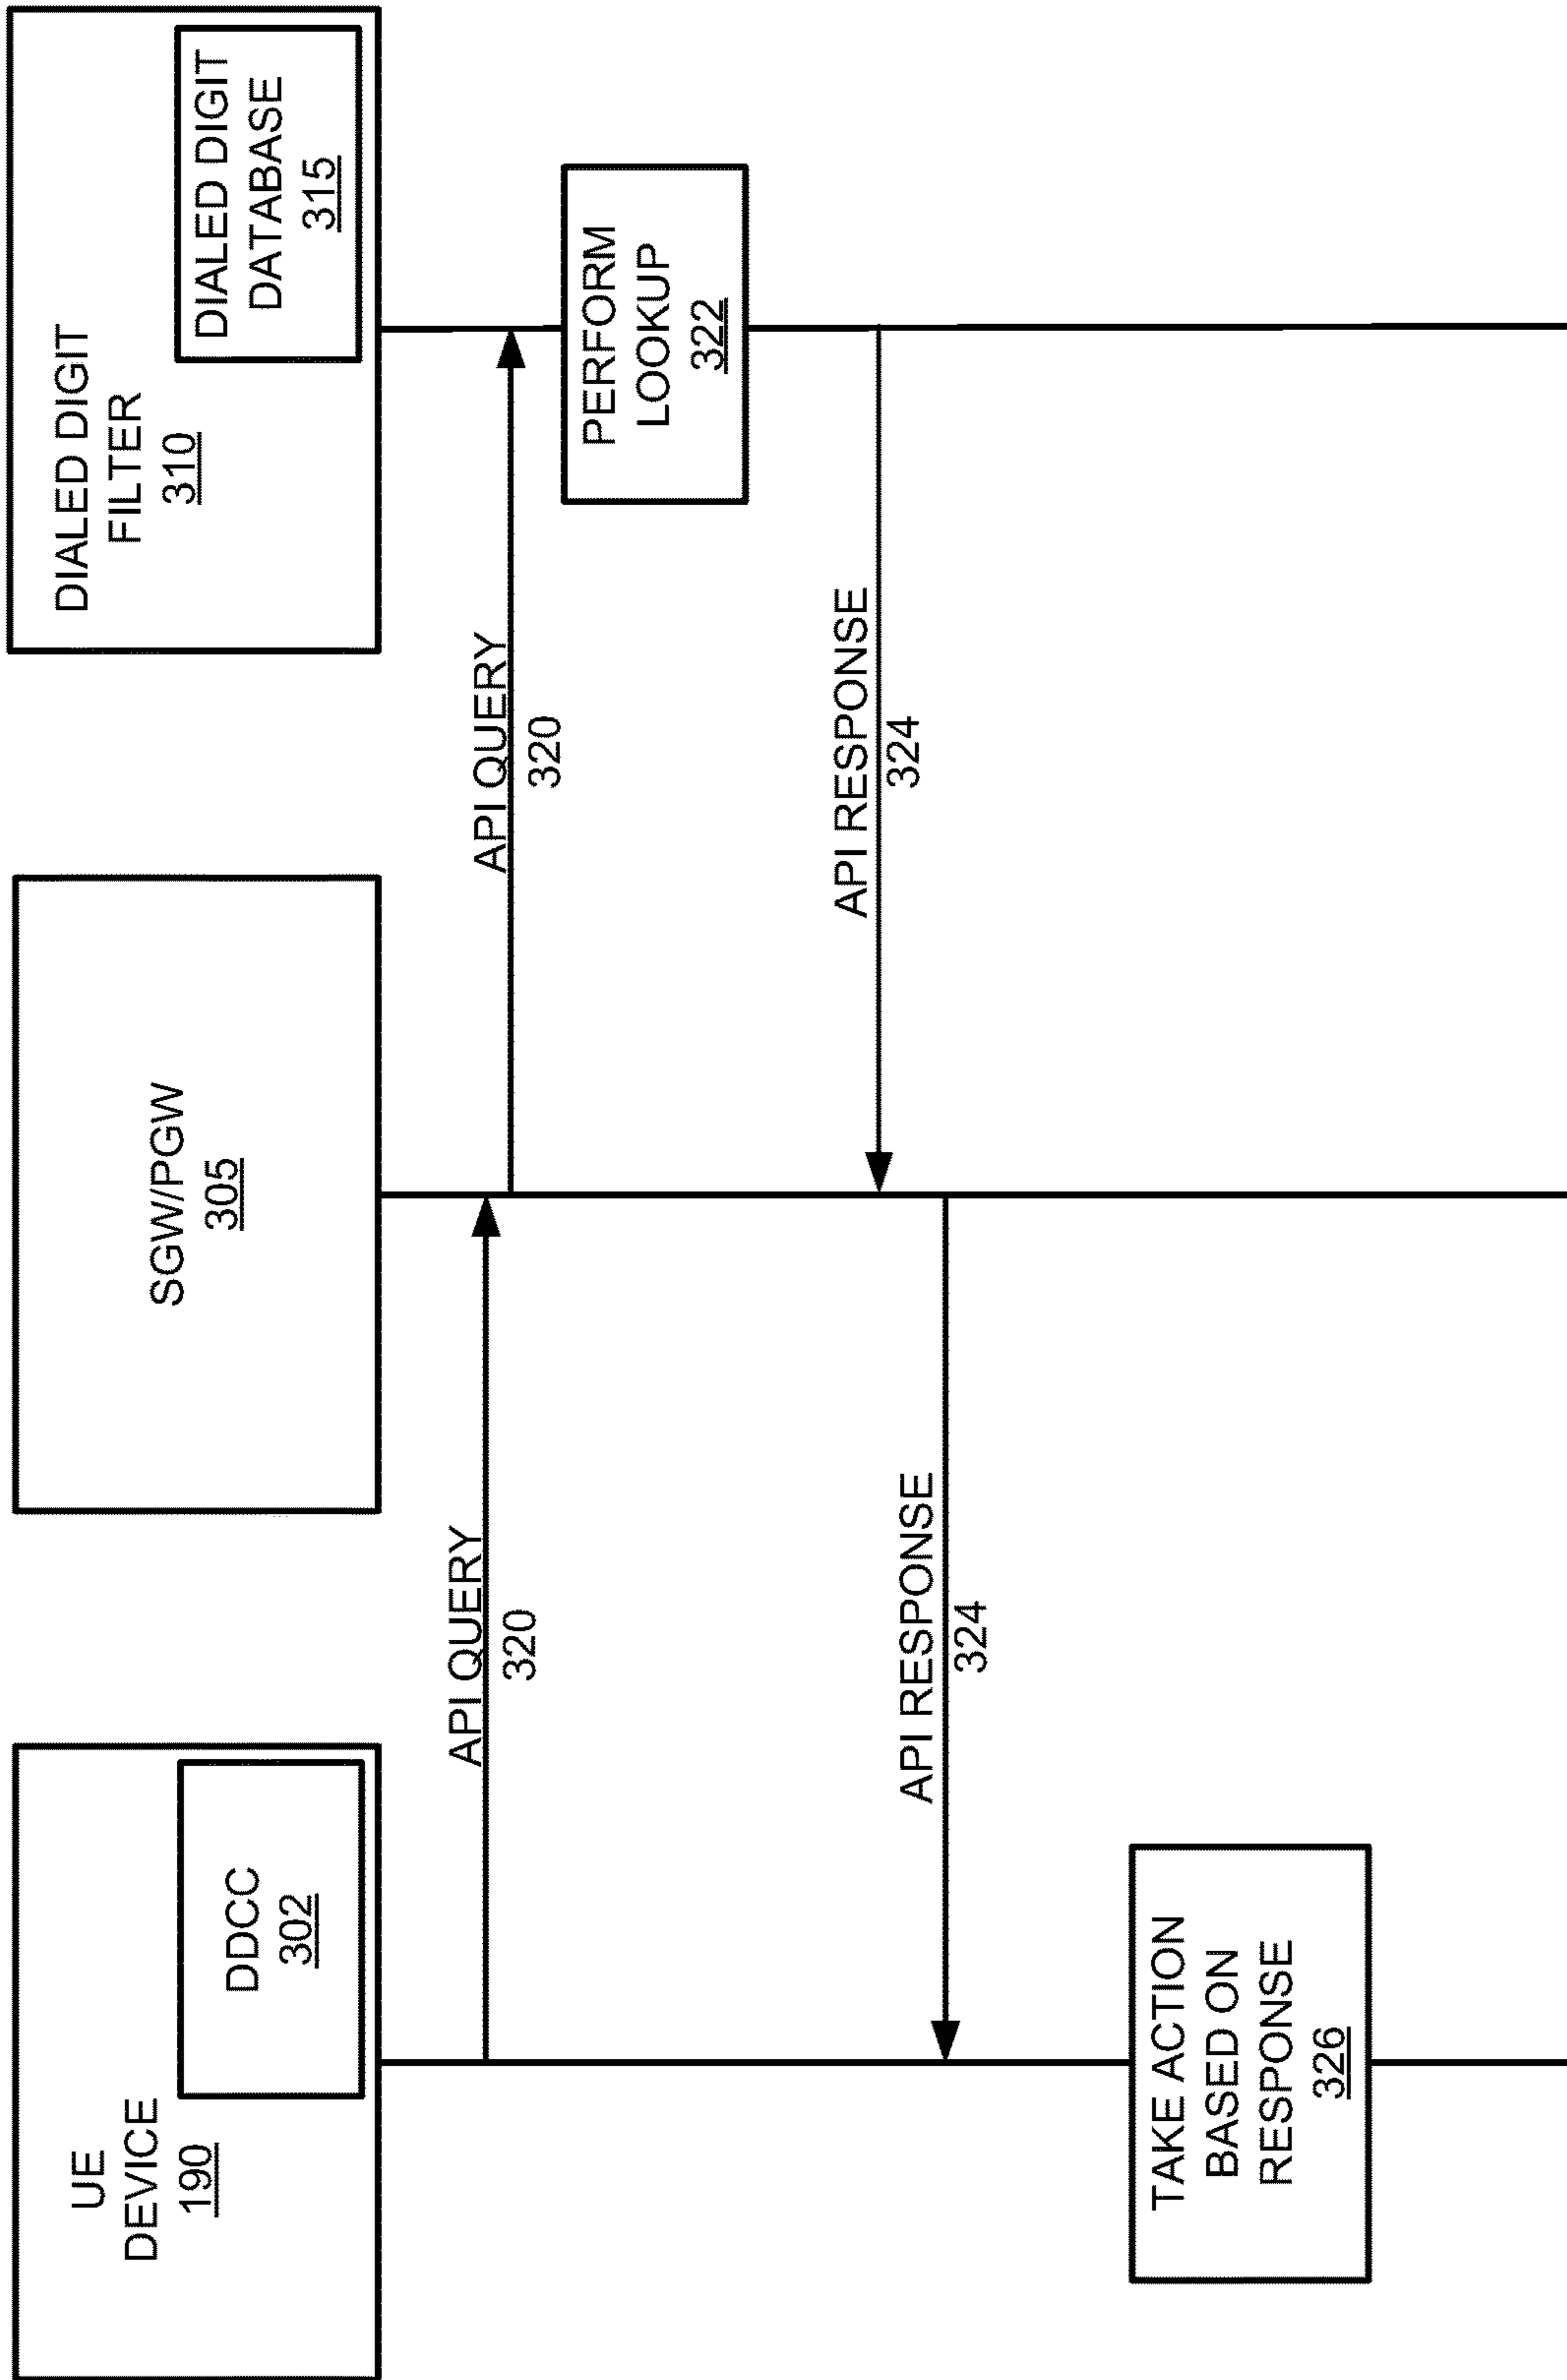 UE
DEVICE
190
DDCC
302
SGW/PGW
305
DIALED DIGIT
FILTER
310
DIALED DIGIT
DATABASE
315
API QUERY
320
API QUERY
320
PERFORM
LOOKUP
322
API RESPONSE
324
API RESPONSE
324
TAKE ACTION
BASED ON
RESPONSE
326